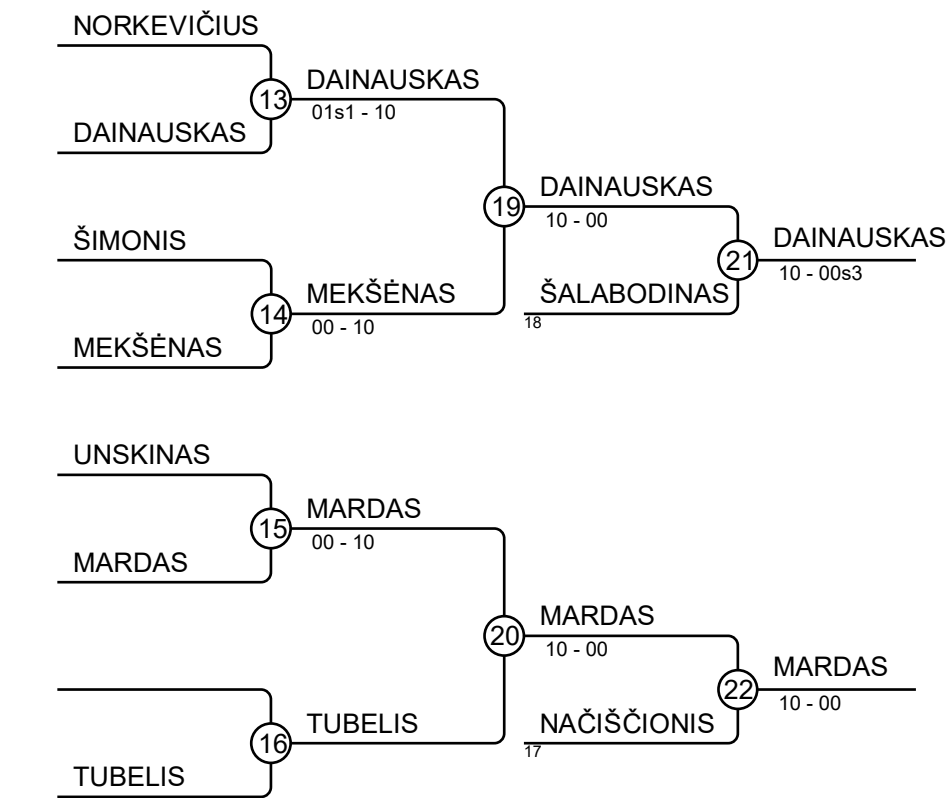 NORKEVIČIUS
13
DAINAUSKAS
01s1 - 10
DAINAUSKAS
19
DAINAUSKAS
10 - 00
ŠIMONIS
21
DAINAUSKAS
10 - 00s3
14
MEKŠĖNAS
00 - 10
ŠALABODINAS
18
MEKŠĖNAS
UNSKINAS
15
MARDAS
00 - 10
MARDAS
20
MARDAS
10 - 00
22
MARDAS
10 - 00
16
TUBELIS
NAČIŠČIONIS
17
TUBELIS